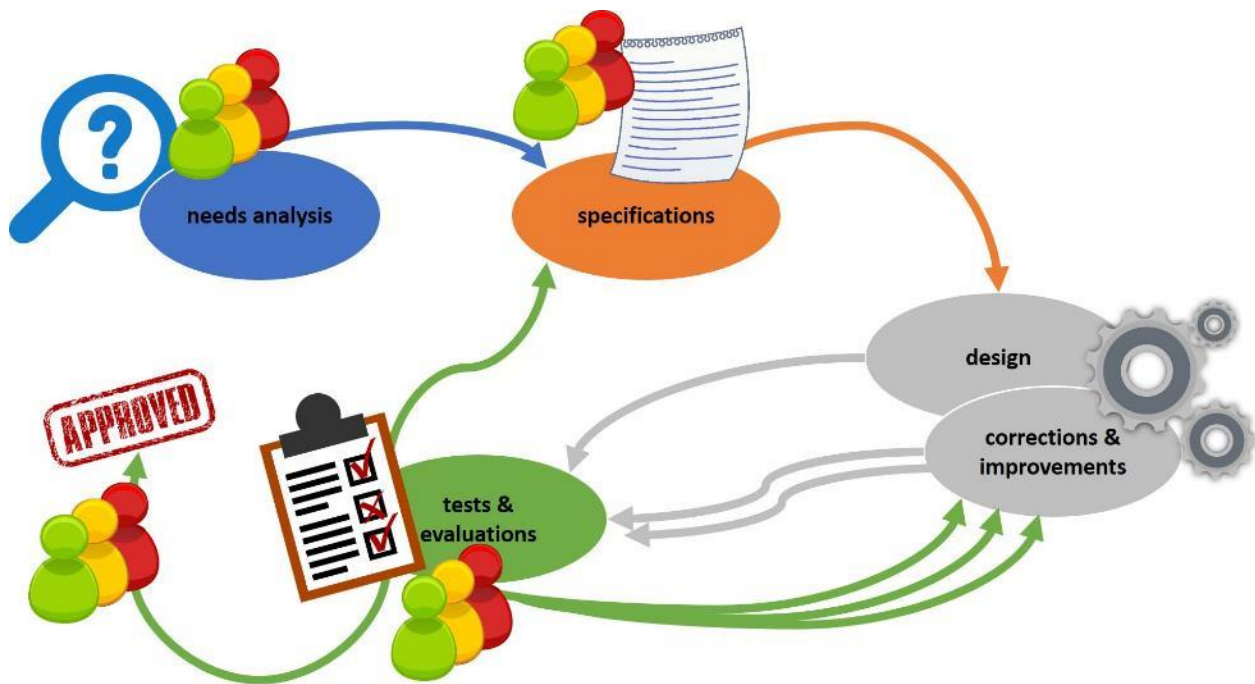 ?
needs analysis
specifications
design
corrections &
improvements
APPROVED
tests &
evaluations